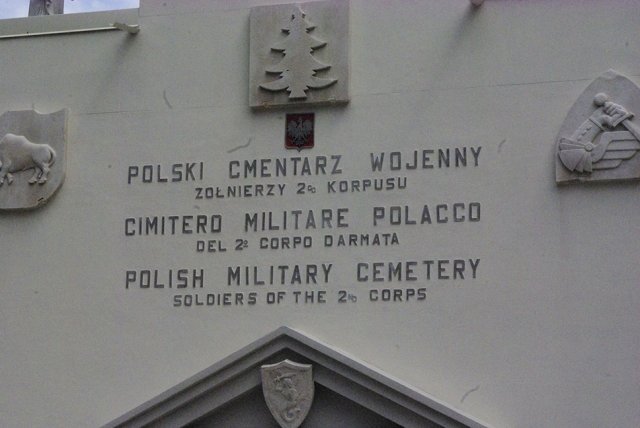 POLSKI CMENTARZ WOJENNY
ŻOŁNIERZY 2GO KORPUSU
CIMITERO MILITARE POLACCO
DEL 2º CORPO D'ARMATA
POLISH MILITARY CEMETERY
SOLDIERS OF THE 2ND CORPS